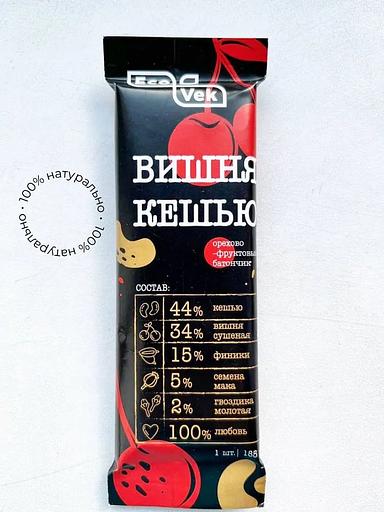 Eco
Vek
ВИШНЯ
КЕШЬЮ
орехово
-фруктовый
батончик
• 100% натурально • 100% натурально
СОСТАВ:
44% кешью
34% вишня
сушеная
15% финики
5% семена
мака
2% гвоздика
молотая
100% любовь
1 шт. |